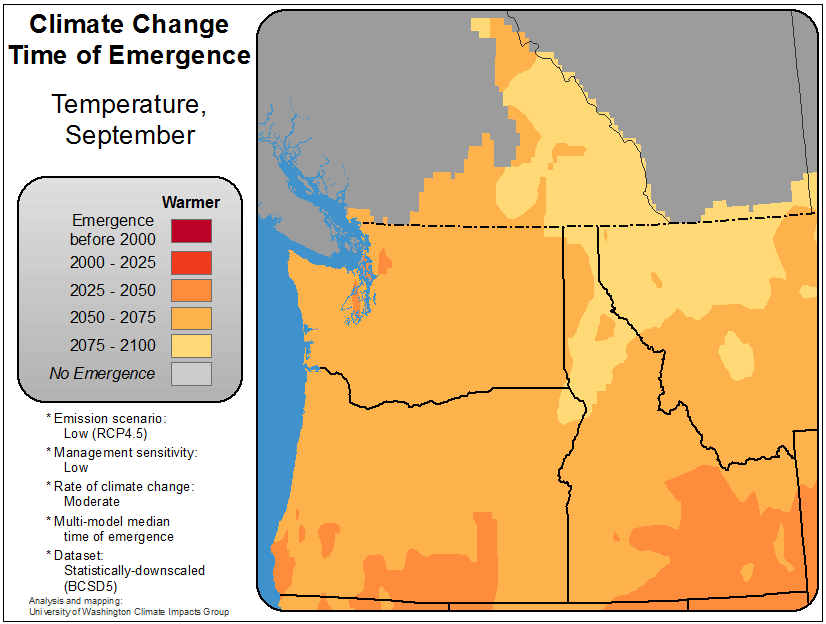 Climate Change
Time of Emergence
Temperature,
September
Warmer
Emergence
before 2000
2000 - 2025
2025 - 2050
2050 - 2075
2075 - 2100
No Emergence
* Emission scenario:
Low (RCP4.5)
* Management sensitivity:
Low
* Rate of climate change:
Moderate
* Multi-model median
time of emergence
* Dataset:
Statistically-downscaled
(BCSD5)
Analysis and mapping:
University of Washington Climate Impacts Group